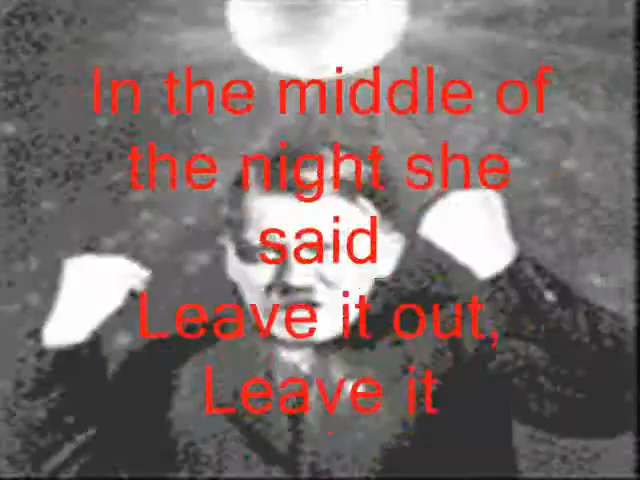 In the middle of
the night she
said
Leave it out,
Leave it